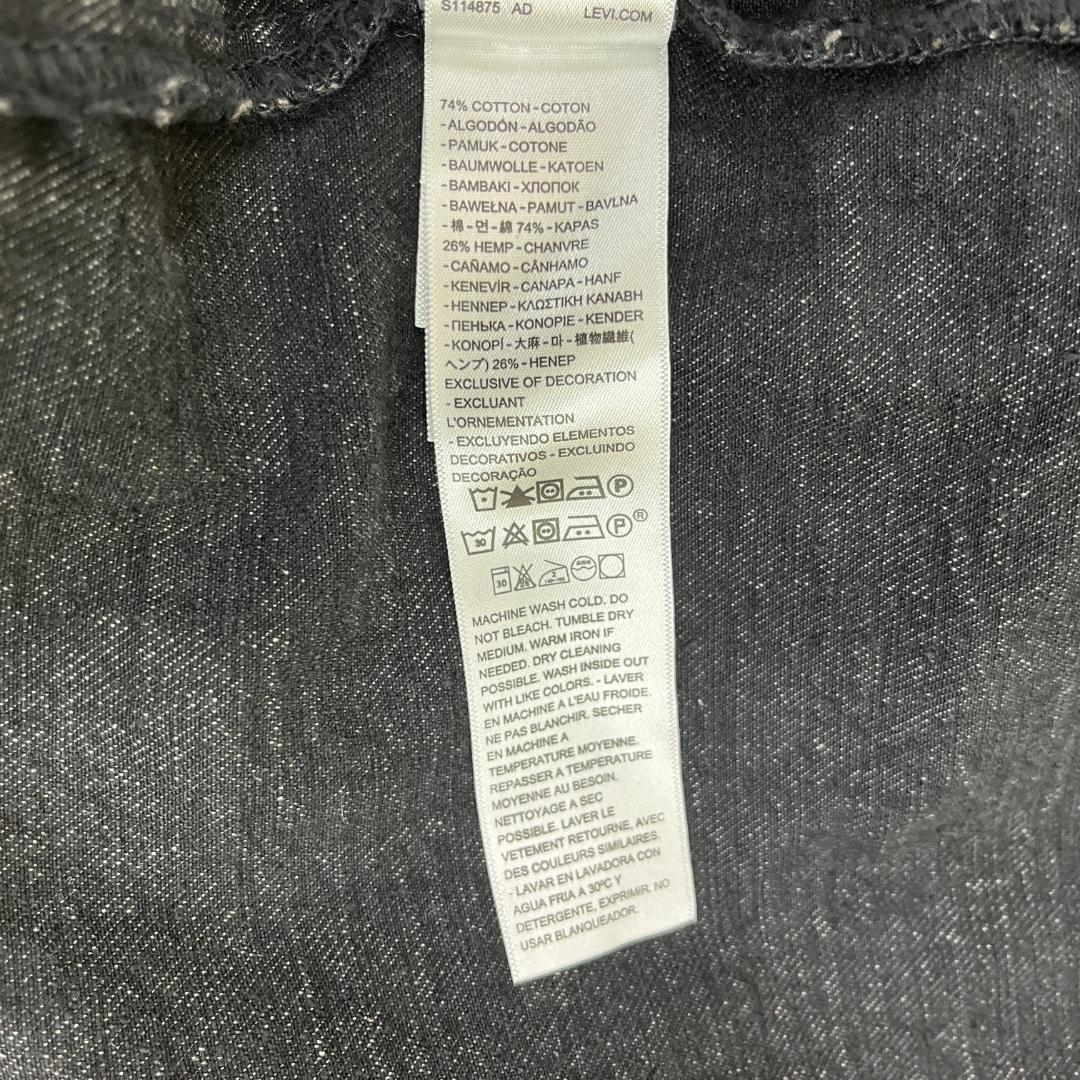 S114875 AD LEVI.COM
74% COTTON-COTON
-ALGODÓN-ALGODÃO
-PAMUK-COTONE
-BAUMWOLLE-KATOEN
-BAMBAKI-ХЛОПОК
-BAWEŁNA-PAMUT-BAVLNA
-棉-면-綿 74%-KAPAS
26% HEMP-CHANVRE
-CAÑAMO-CÂNHAMO
-KENEVİR-CANAPA-HANF
-HENNEP-ΚΛΩΣΤΙΚΗ ΚΑΝΑΒΗ
-ПЕНЬКА-KONOPIE-KENDER
-KONOPÍ-大麻-마-植物繊維(
ヘンプ) 26%-HENEP
EXCLUSIVE OF DECORATION
-EXCLUANT
L'ORNEMENTATION
-EXCLUYENDO ELEMENTOS
DECORATIVOS-EXCLUINDO
DECORAÇÃO
P
30 P®
30 2
MACHINE WASH COLD. DO
NOT BLEACH. TUMBLE DRY
MEDIUM. WARM IRON IF
NEEDED. DRY CLEANING
POSSIBLE. WASH INSIDE OUT
WITH LIKE COLORS. - LAVER
EN MACHINE A L'EAU FROIDE.
NE PAS BLANCHIR. SECHER
EN MACHINE A
TEMPERATURE MOYENNE.
REPASSER A TEMPERATURE
MOYENNE AU BESOIN.
NETTOYAGE A SEC
POSSIBLE. LAVER LE
VETEMENT RETOURNE, AVEC
DES COULEURS SIMILAIRES.
- LAVAR EN LAVADORA CON
AGUA FRIA A 30ºC Y
DETERGENTE, EXPRIMIR. NO
USAR BLANQUEADOR.